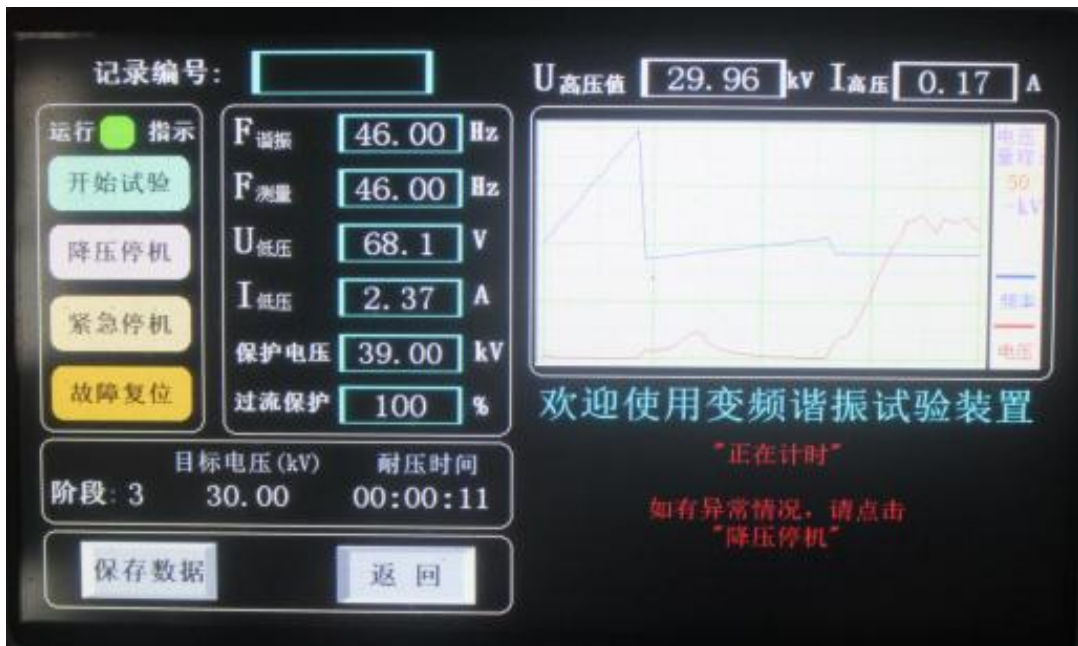 记录编号:
U高压值 29.96 kV I高压 0.17 A
运行 指示
开始试验
降压停机
紧急停机
故障复位
F谐振 46.00 Hz
F测量 46.00 Hz
U低压 68.1 V
I低压 2.37 A
保护电压 39.00 kV
过流保护 100 %
电压
量程:
50
-kV
频率
电压
欢迎使用变频谐振试验装置
"正在计时"
如有异常情况，请点击
"降压停机"
目标电压(kV) 耐压时间
阶段: 3 30.00 00:00:11
保存数据
返 回